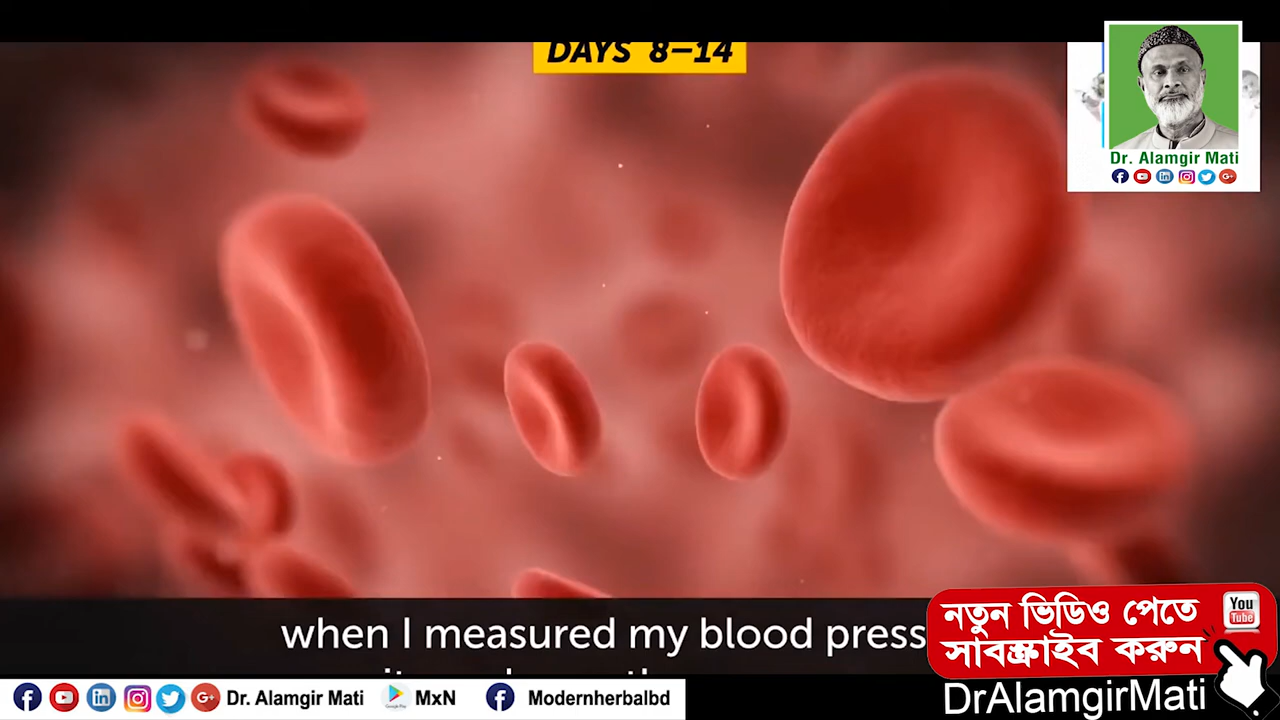 DAYS 8–14
Dr. Alamgir Mati
when I measured my blood press
নতুন ভিডিও পেতে
সাবস্ক্রাইব করুন
You
Tube
DrAlamgirMati
Dr. Alamgir Mati
MxN
Modernherbalbd